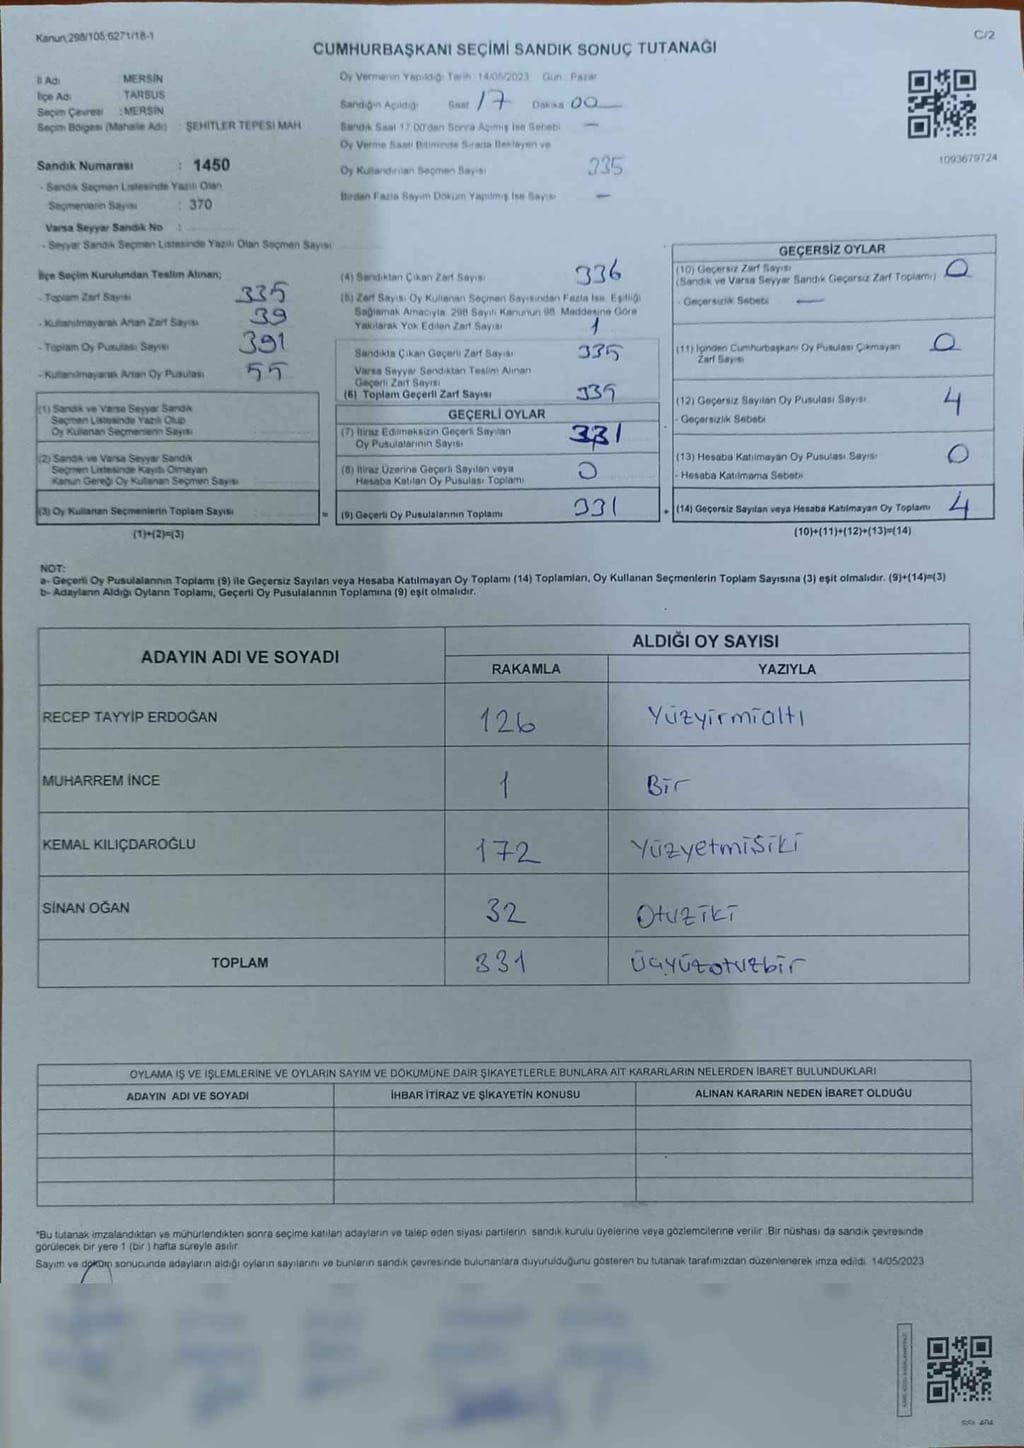 Kanun,298/105,6271/18-1
C/2
CUMHURBAŞKANI SEÇİMİ SANDIK SONUÇ TUTANAĞI
İl Adı MERSİN
İlçe Adı TARSUS
Seçim Çevresi : MERSİN
Seçim Bölgesi (Mahalle Adı) ŞEHİTLER TEPESİ MAH
Oy Vermenin Yapıldığı Tarih 14/05/2023 Gün : Pazar
Sandığın Açıldığı Saat 17 Dakika 00
Sandık Saat 17 00'den Sonra Açılmış İse Sebebi —
Oy Verme Saati Bitiminde Sırada Bekleyen ve
Oy Kullandırılan Seçmen Sayısı 335
Birden Fazla Sayım Döküm Yapılmış İse Sayısı —
1093679724
Sandık Numarası : 1450
- Sandık Seçmen Listesinde Yazılı Olan
Seçmenlerin Sayısı : 370
Varsa Seyyar Sandık No :
- Seyyar Sandık Seçmen Listesinde Yazılı Olan Seçmen Sayısı
İlçe Seçim Kurulundan Teslim Alınan;
- Toplam Zarf Sayısı 335
- Kullanılmayarak Artan Zarf Sayısı 39
- Toplam Oy Pusulası Sayısı 391
- Kullanılmayarak Artan Oy Pusulası 55
(1) Sandık ve Varsa Seyyar Sandık
Seçmen Listesinde Yazılı Olup
Oy Kullanan Seçmenlerin Sayısı
(2) Sandık ve Varsa Seyyar Sandık
Seçmen Listesinde Kayıtlı Olmayan
Kanun Gereği Oy Kullanan Seçmen Sayısı
(3) Oy Kullanan Seçmenlerin Toplam Sayısı =
(1)+(2)=(3)
(4) Sandıktan Çıkan Zarf Sayısı 336
(5) Zarf Sayısı Oy Kullanan Seçmen Sayısından Fazla İse, Eşitliği
Sağlamak Amacıyla, 298 Sayılı Kanunun 98. Maddesine Göre
Yakılarak Yok Edilen Zarf Sayısı 1
Sandıkta Çıkan Geçerli Zarf Sayısı 335
Varsa Seyyar Sandıktan Teslim Alınan
Geçerli Zarf Sayısı
(6) Toplam Geçerli Zarf Sayısı 335
GEÇERLİ OYLAR
(7) İtiraz Edilmeksizin Geçerli Sayılan
Oy Pusulalarının Sayısı 331
(8) İtiraz Üzerine Geçerli Sayılan veya
Hesaba Katılan Oy Pusulası Toplamı 0
(9) Geçerli Oy Pusulalarının Toplamı 331 +
GEÇERSİZ OYLAR
(10) Geçersiz Zarf Sayısı
(Sandık ve Varsa Seyyar Sandık Geçersiz Zarf Toplamı) 0
- Geçersizlik Sebebi —
(11) İçinden Cumhurbaşkanı Oy Pusulası Çıkmayan
Zarf Sayısı 0
(12) Geçersiz Sayılan Oy Pusulası Sayısı 4
- Geçersizlik Sebebi
(13) Hesaba Katılmayan Oy Pusulası Sayısı 0
- Hesaba Katılmama Sebebi
(14) Geçersiz Sayılan veya Hesaba Katılmayan Oy Toplamı 4
(10)+(11)+(12)+(13)=(14)
NOT:
a- Geçerli Oy Pusulalarının Toplamı (9) ile Geçersiz Sayılan veya Hesaba Katılmayan Oy Toplamı (14) Toplamları, Oy Kullanan Seçmenlerin Toplam Sayısına (3) eşit olmalıdır. (9)+(14)=(3)
b- Adayların Aldığı Oyların Toplamı, Geçerli Oy Pusulalarının Toplamına (9) eşit olmalıdır.
ADAYIN ADI VE SOYADI
ALDIĞI OY SAYISI
RAKAMLA YAZIYLA
RECEP TAYYİP ERDOĞAN 126 Yüzyirmialtı
MUHARREM İNCE 1 Bir
KEMAL KILIÇDAROĞLU 172 Yüzyetmişiki
SİNAN OĞAN 32 Otuziki
TOPLAM 331 Üçyüzotuzbir
OYLAMA İŞ VE İŞLEMLERİNE VE OYLARIN SAYIM VE DÖKÜMÜNE DAİR ŞİKAYETLERLE BUNLARA AİT KARARLARIN NELERDEN İBARET BULUNDUKLARI
ADAYIN ADI VE SOYADI İHBAR İTİRAZ VE ŞİKAYETİN KONUSU ALINAN KARARIN NEDEN İBARET OLDUĞU
*Bu tutanak imzalandıktan ve mühürlendikten sonra seçime katılan adayların ve talep eden siyasi partilerin sandık kurulu üyelerine veya gözlemcilerine verilir. Bir nüshası da sandık çevresinde
görülecek bir yere 1 (bir ) hafta süreyle asılır.
Sayım ve döküm sonucunda adayların aldığı oyların sayılarını ve bunların sandık çevresinde bulunanlara duyurulduğunu gösteren bu tutanak tarafımızdan düzenlenerek imza edildi. 14/05/2023